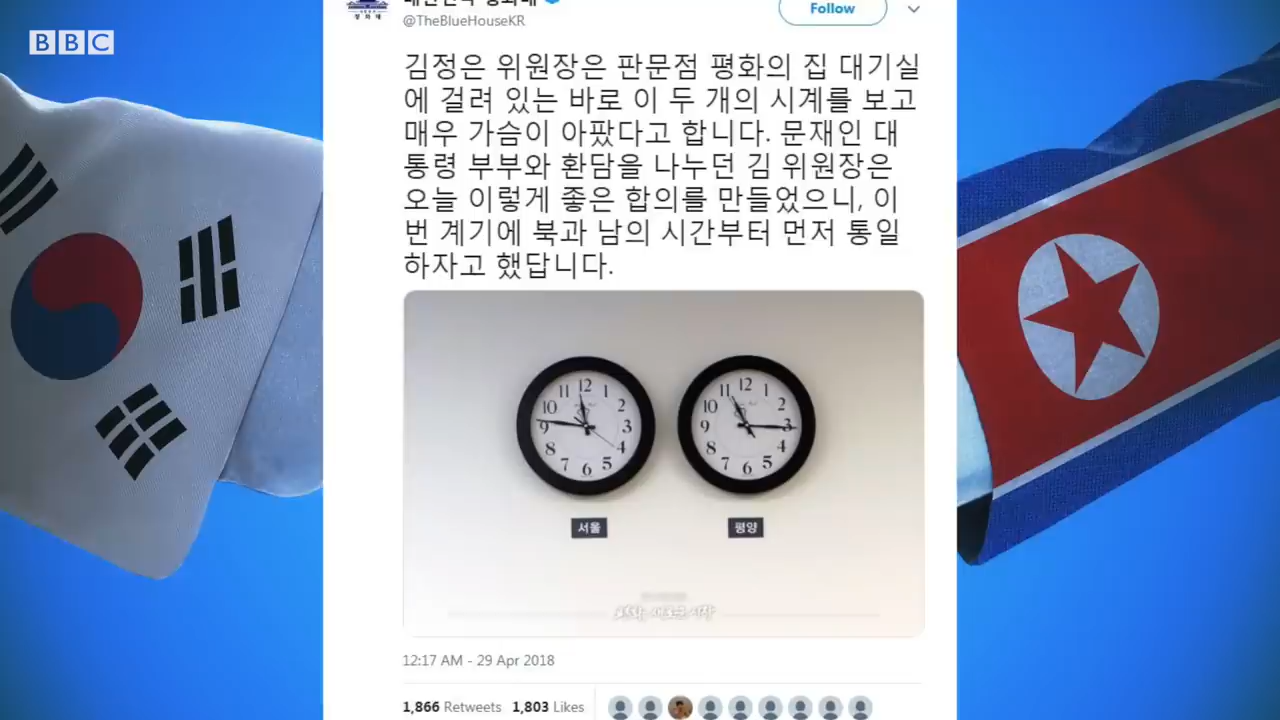 BBC
@TheBlueHouseKR
Follow
김정은 위원장은 판문점 평화의 집 대기실
에 걸려 있는 바로 이 두 개의 시계를 보고
매우 가슴이 아팠다고 합니다. 문재인 대
통령 부부와 환담을 나누던 김 위원장은
오늘 이렇게 좋은 합의를 만들었으니, 이
번 계기에 북과 남의 시간부터 먼저 통일
하자고 했답니다.
서울
평양
12:17 AM - 29 Apr 2018
1,866 Retweets 1,803 Likes